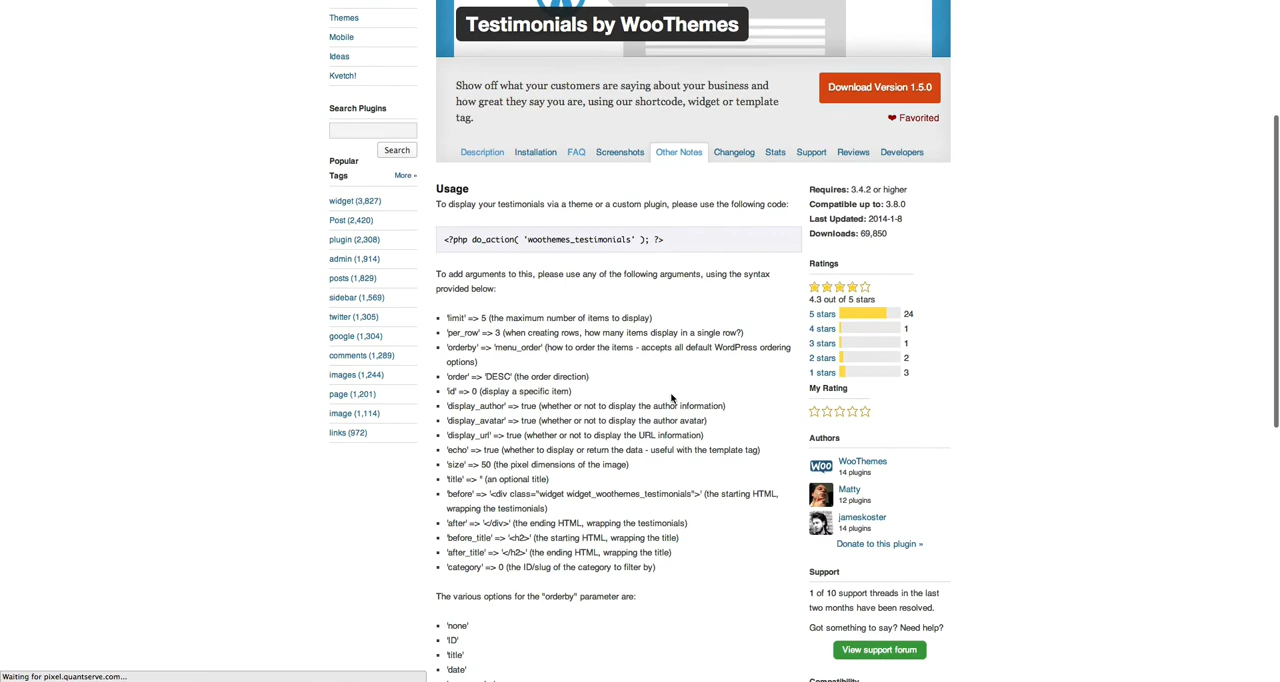 Themes
Mobile
Ideas
Kvetch!
Search Plugins
Search
Popular
Tags
More »
widget (3,827)
Post (2,420)
plugin (2,308)
admin (1,914)
posts (1,829)
sidebar (1,569)
twitter (1,305)
google (1,304)
comments (1,289)
images (1,244)
page (1,201)
image (1,114)
links (972)
Testimonials by WooThemes
Show off what your customers are saying about your business and
how great they say you are, using our shortcode, widget or template
tag.
Download Version 1.5.0
❤ Favorited
Description Installation FAQ Screenshots Other Notes Changelog Stats Support Reviews Developers
Usage
To display your testimonials via a theme or a custom plugin, please use the following code:
<?php do_action( 'woothemes_testimonials' ); ?>
To add arguments to this, please use any of the following arguments, using the syntax
provided below:
'limit' => 5 (the maximum number of items to display)
'per_row' => 3 (when creating rows, how many items display in a single row?)
'orderby' => 'menu_order' (how to order the items - accepts all default WordPress ordering
options)
'order' => 'DESC' (the order direction)
'id' => 0 (display a specific item)
'display_author' => true (whether or not to display the author information)
'display_avatar' => true (whether or not to display the author avatar)
'display_url' => true (whether or not to display the URL information)
'echo' => true (whether to display or return the data - useful with the template tag)
'size' => 50 (the pixel dimensions of the image)
'title' => '' (an optional title)
'before' => '<div class="widget widget_woothemes_testimonials">' (the starting HTML,
wrapping the testimonials)
'after' => '</div>' (the ending HTML, wrapping the testimonials)
'before_title' => '<h2>' (the starting HTML, wrapping the title)
'after_title' => '</h2>' (the ending HTML, wrapping the title)
'category' => 0 (the ID/slug of the category to filter by)
The various options for the "orderby" parameter are:
'none'
'ID'
'title'
'date'
Requires: 3.4.2 or higher
Compatible up to: 3.8.0
Last Updated: 2014-1-8
Downloads: 69,850
Ratings
4.3 out of 5 stars
5 stars 24
4 stars 1
3 stars 1
2 stars 2
1 stars 3
My Rating
Authors
WOO
WooThemes
14 plugins
Matty
12 plugins
jameskoster
14 plugins
Donate to this plugin »
Support
1 of 10 support threads in the last
two months have been resolved.
Got something to say? Need help?
View support forum
Compatibility
Waiting for pixel.quantserve.com...